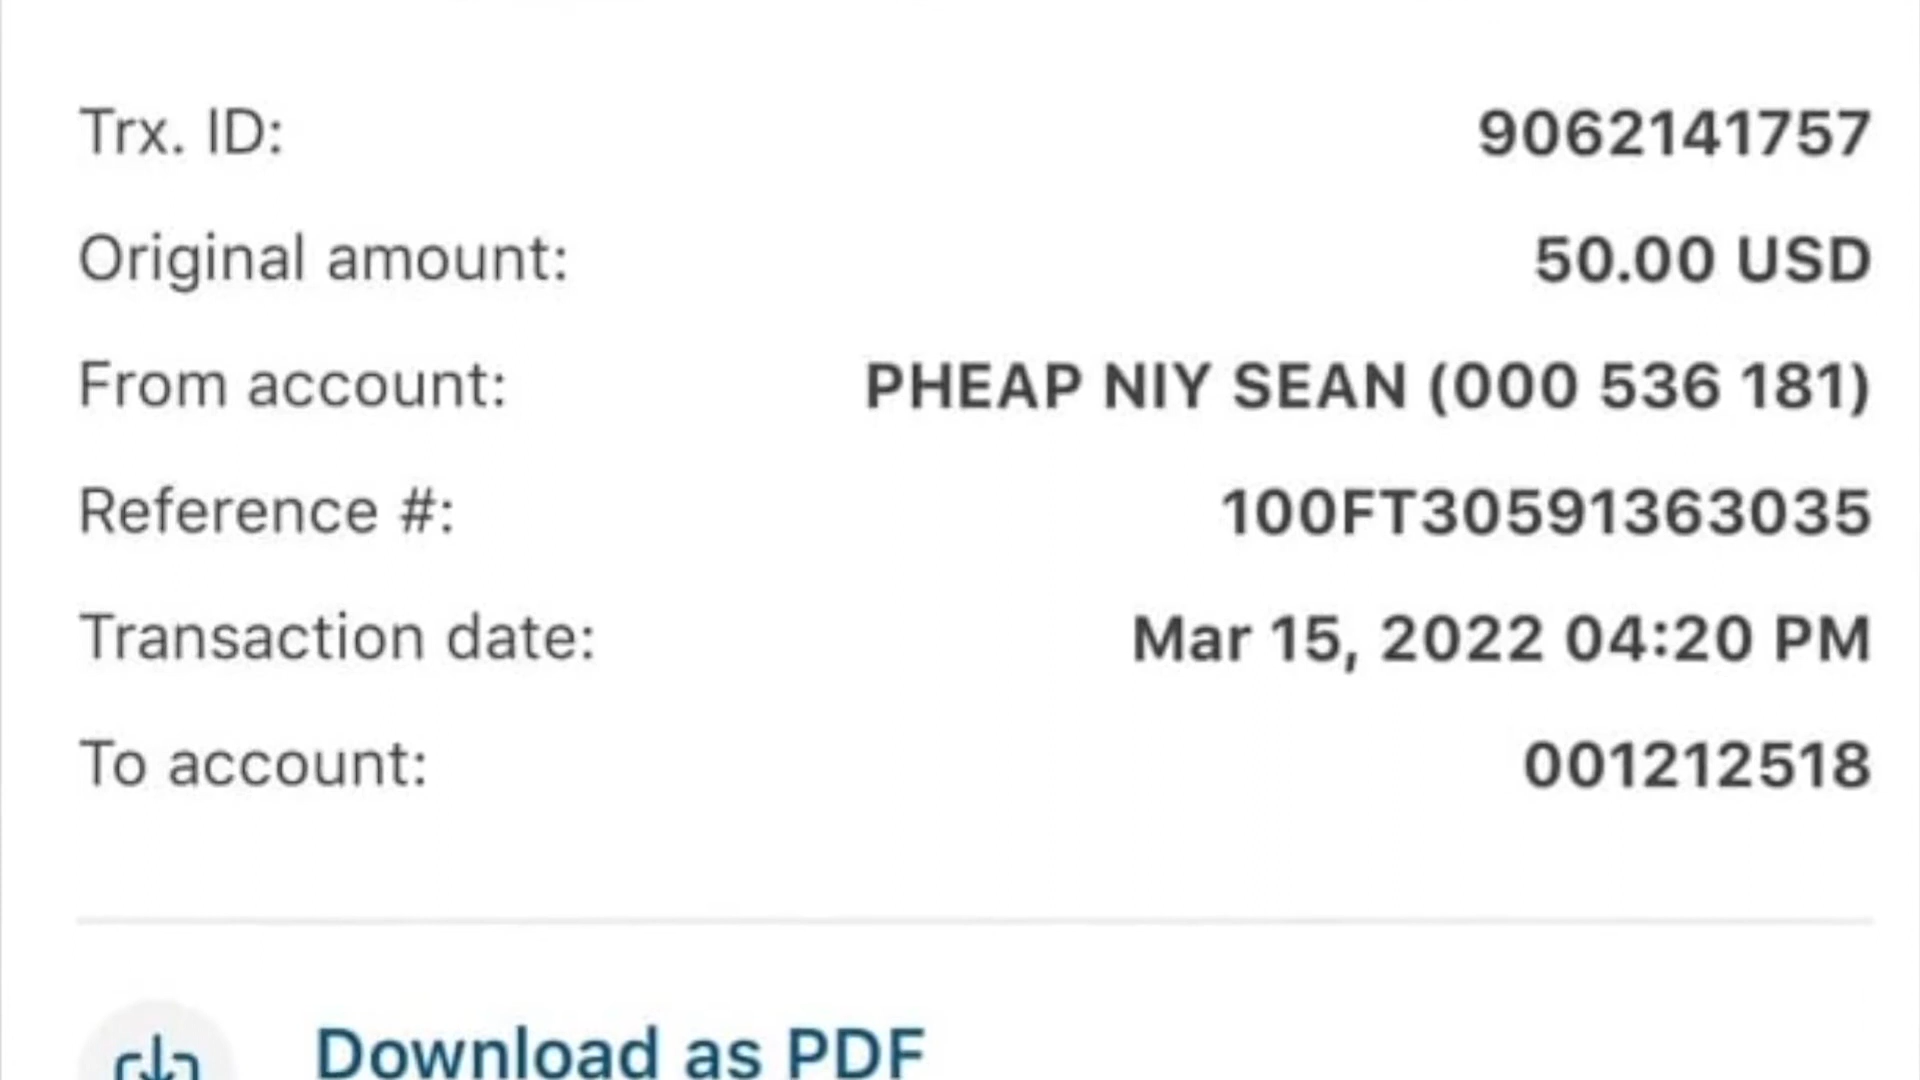 Trx. ID: 9062141757
Original amount: 50.00 USD
From account: PHEAP NIY SEAN (000 536 181)
Reference #: 100FT30591363035
Transaction date: Mar 15, 2022 04:20 PM
To account: 001212518
Download as PDF